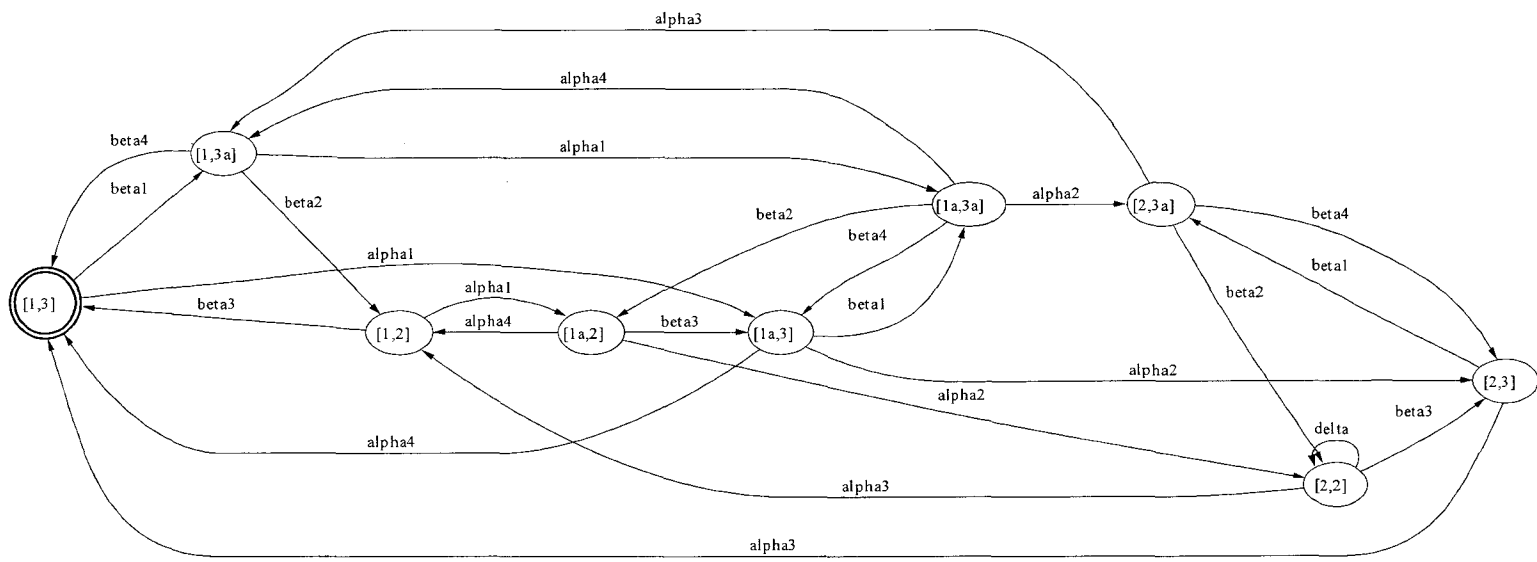 alpha3
alpha4
beta4
[1,3a]
alpha1
beta1
beta2
[1a,3a]
alpha2
[2,3a]
beta2
beta4
beta4
alpha1
beta1
[1,3]
beta3
alpha1
beta1
beta2
[1,2]
alpha4
[1a,2]
beta3
[1a,3]
alpha2
[2,3]
alpha2
beta3
alpha4
delta
alpha3
[2,2]
alpha3